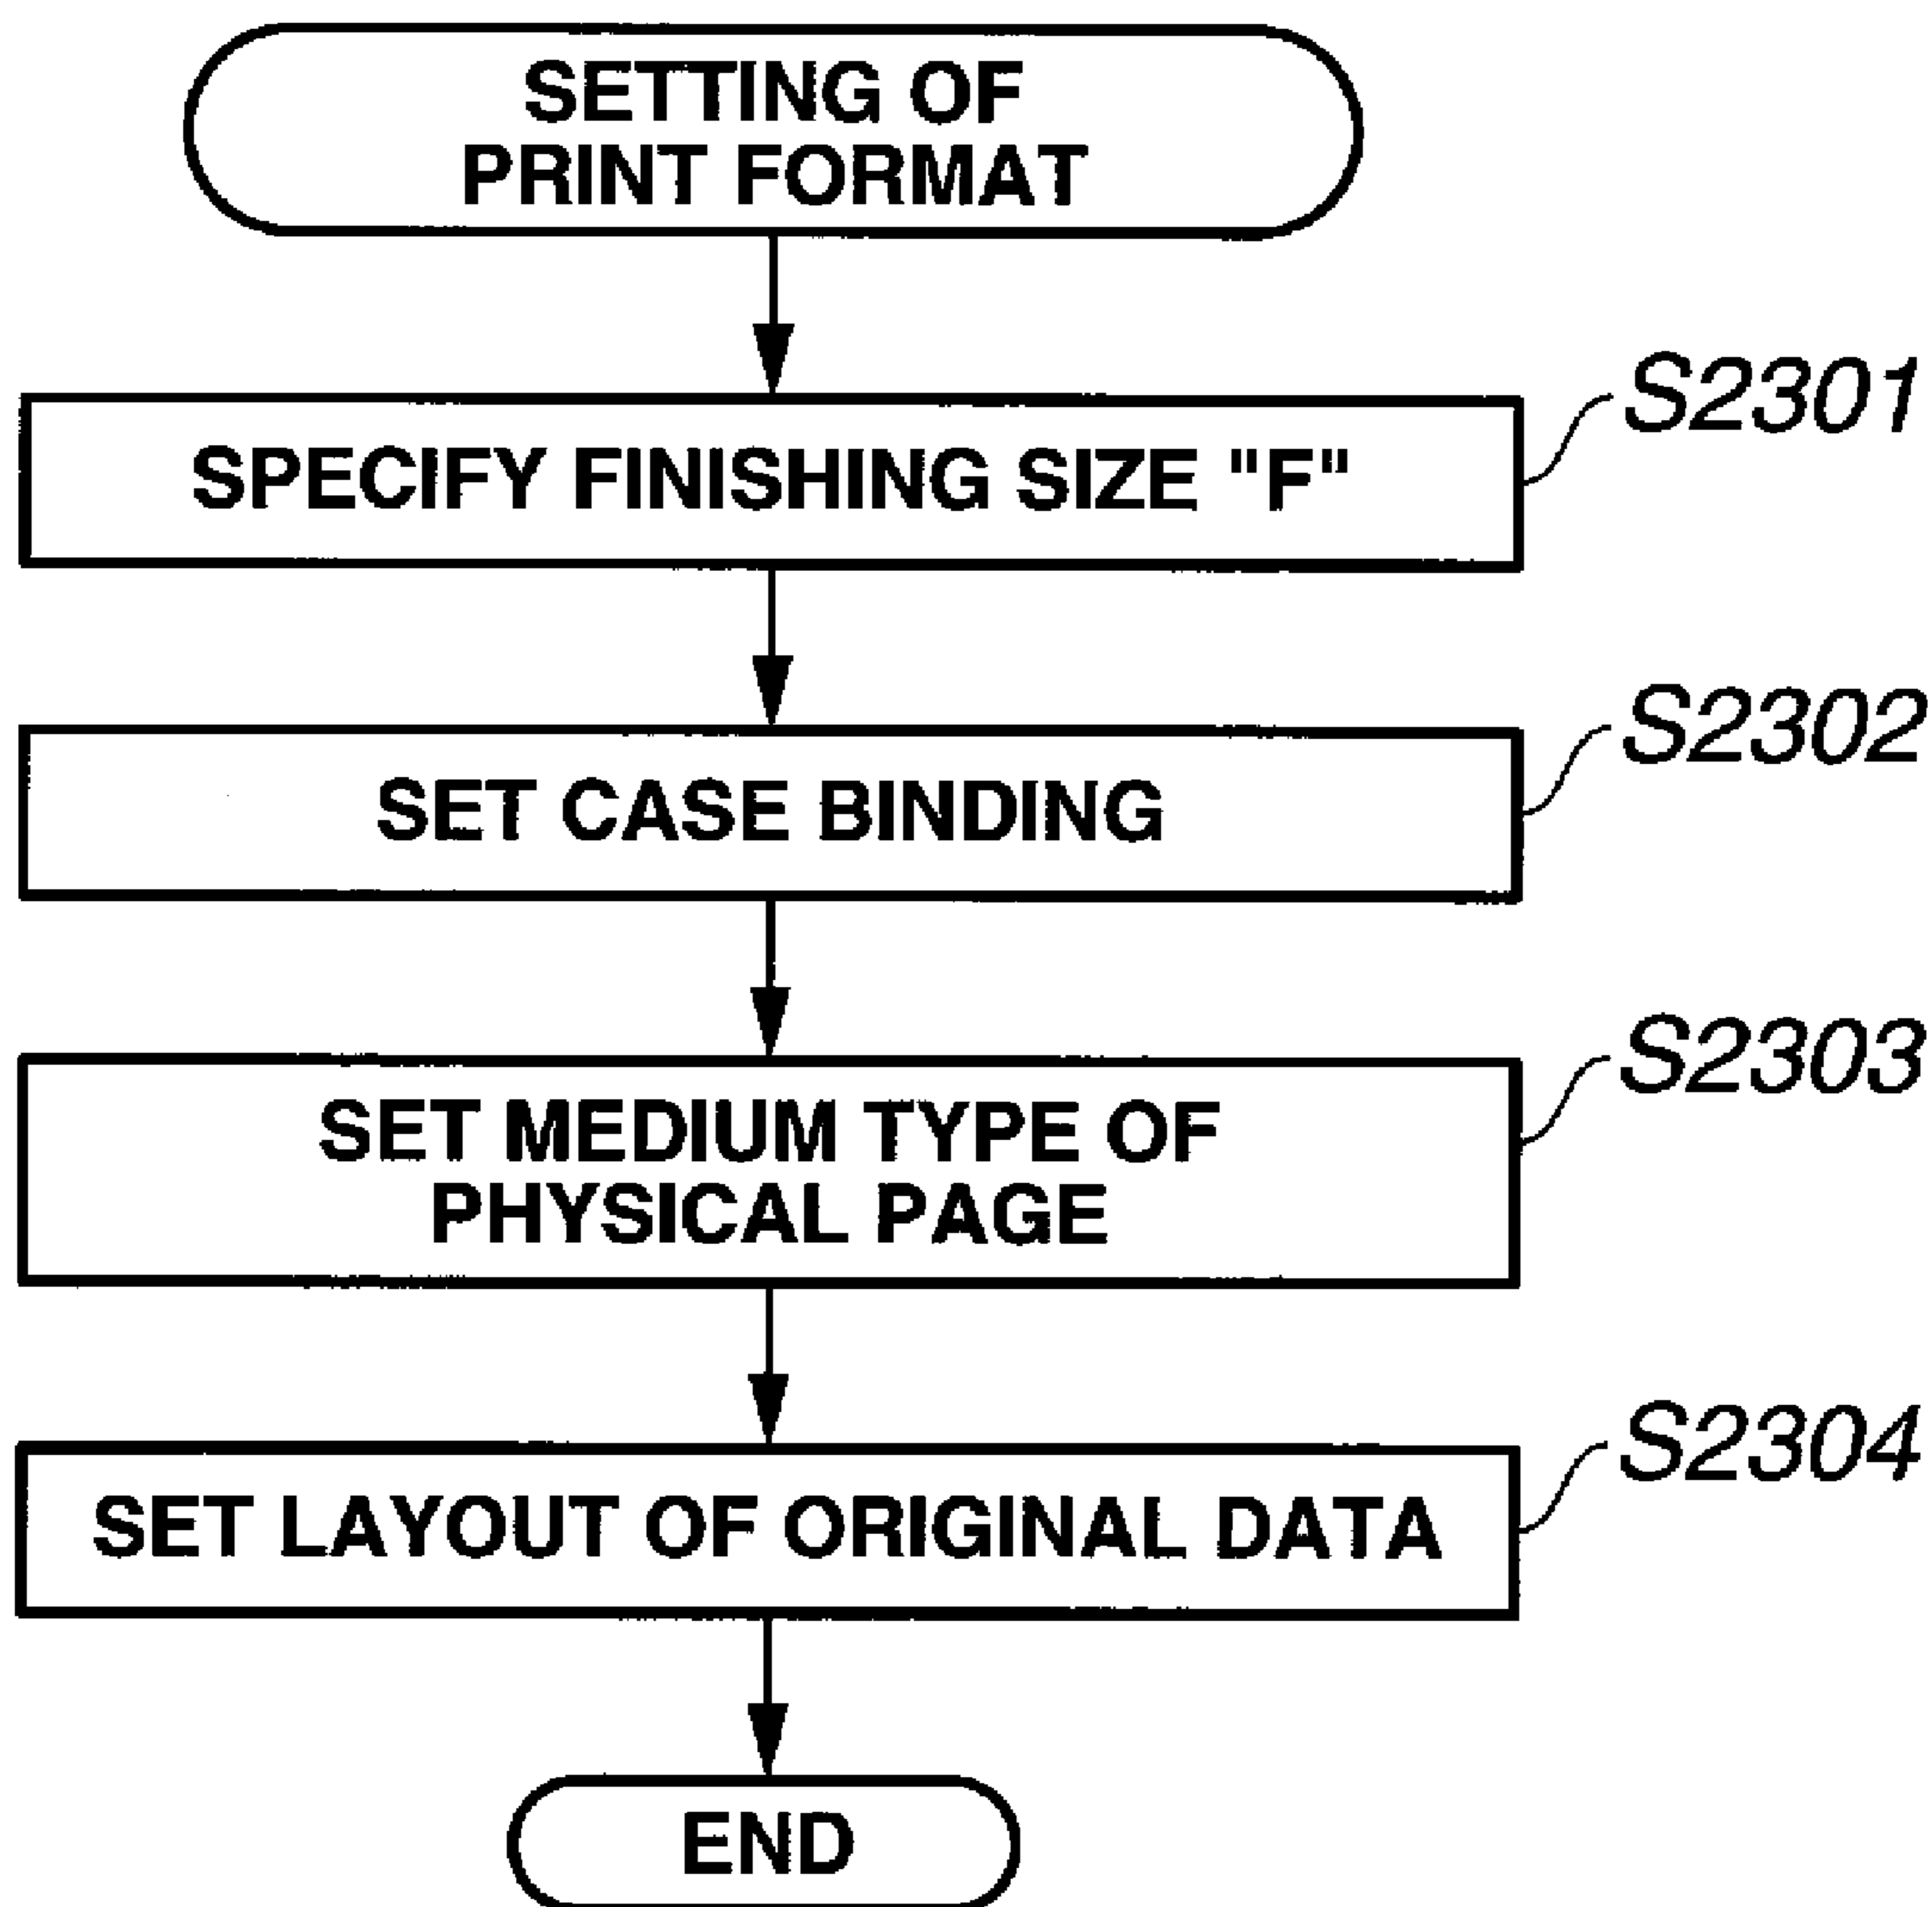 SETTING OF
PRINT FORMAT
S2301
SPECIFY FINISHING SIZE "F"
S2302
SET CASE BINDING
S2303
SET MEDIUM TYPE OF
PHYSICAL PAGE
S2304
SET LAYOUT OF ORIGINAL DATA
END